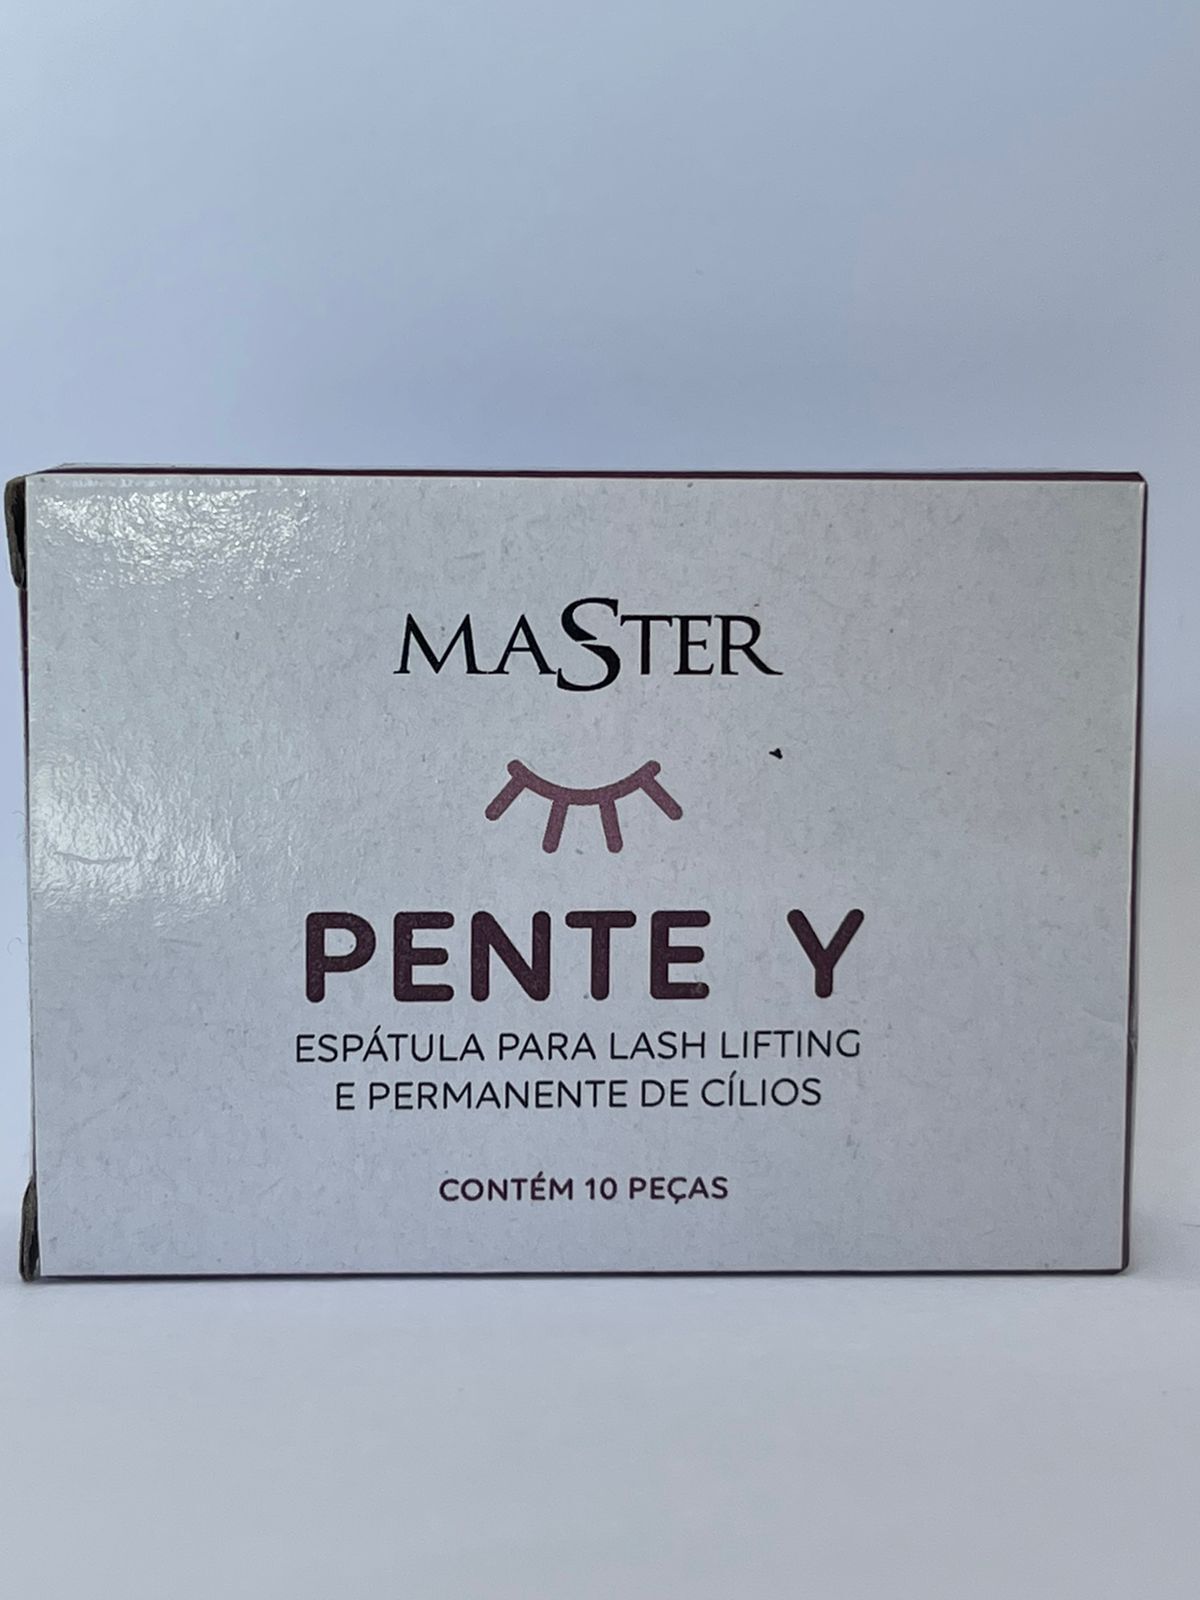 MASTER
PENTE Y
ESPÁTULA PARA LASH LIFTING
E PERMANENTE DE CÍLIOS
CONTÉM 10 PEÇAS